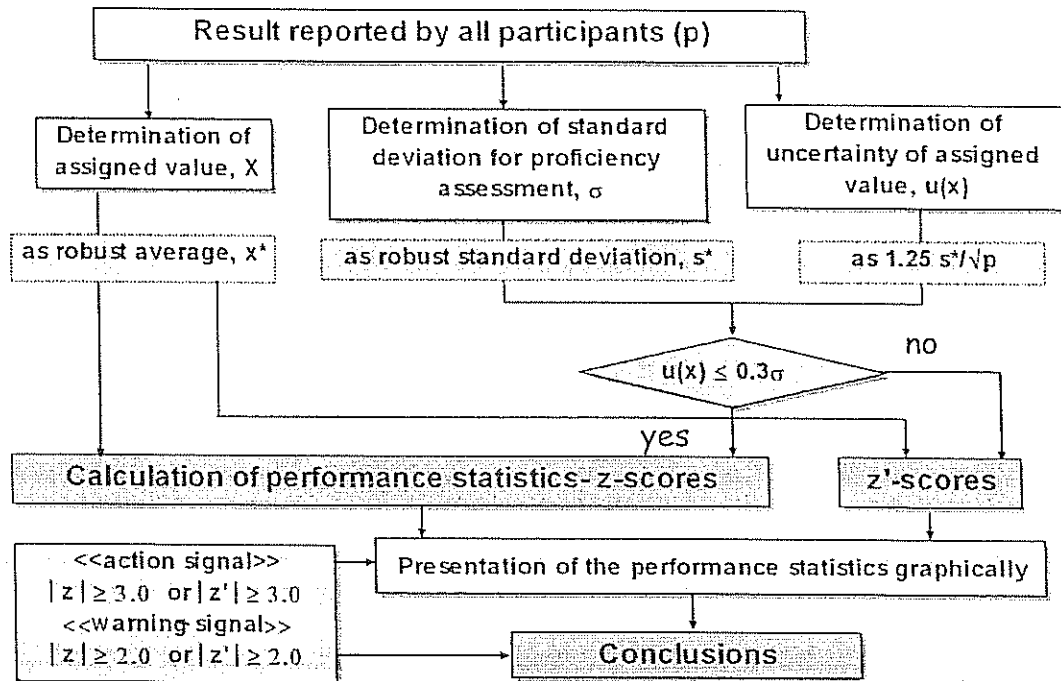 Result reported by all participants (p)
Determination of
assigned value, X
Determination of standard
deviation for proficiency
assessment, σ
Determination of
uncertainty of assigned
value, u(x)
as robust average, x*
as robust standard deviation, s*
as 1.25 s*/√p
u(x) ≤ 0.3σ
no
yes
Calculation of performance statistics- z-scores
z'-scores
<<action signal>>
|z| ≥ 3.0 or |z'| ≥ 3.0
<<warning signal>>
|z| ≥ 2.0 or |z'| ≥ 2.0
Presentation of the performance statistics graphically
Conclusions